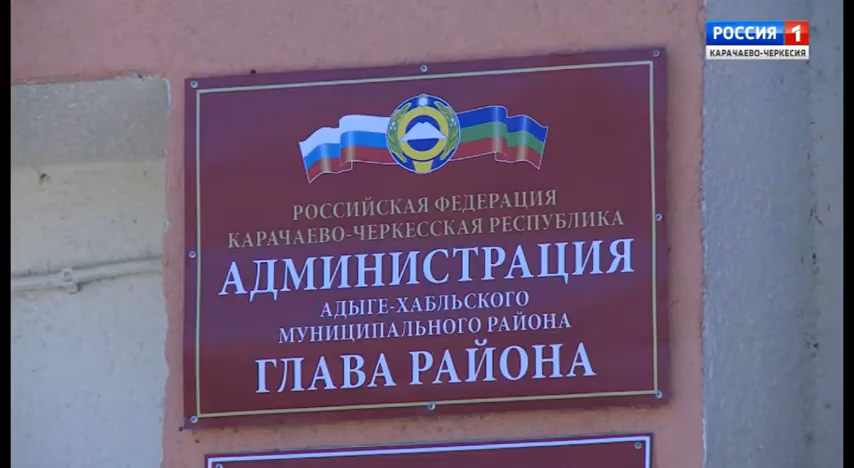 РОССИЯ 1
КАРАЧАЕВО-ЧЕРКЕСИЯ
РОССИЙСКАЯ ФЕДЕРАЦИЯ
КАРАЧАЕВО-ЧЕРКЕССКАЯ РЕСПУБЛИКА
АДМИНИСТРАЦИЯ
АДЫГЕ-ХАБЛЬСКОГО
МУНИЦИПАЛЬНОГО РАЙОНА
ГЛАВА РАЙОНА